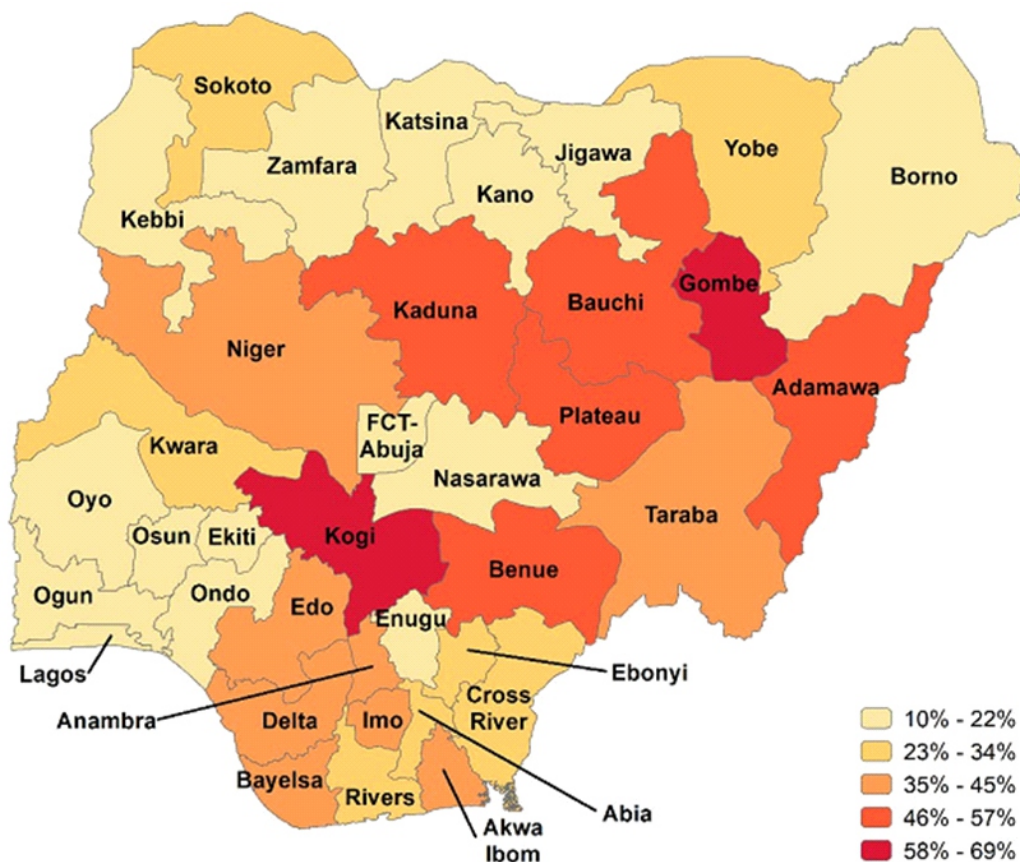 Sokoto
Katsina
Jigawa
Yobe
Borno
Zamfara
Kano
Kebbi
Gombe
Kaduna
Bauchi
Niger
Adamawa
Plateau
FCT-
Abuja
Kwara
Nasarawa
Oyo
Taraba
Osun
Ekiti
Kogi
Benue
Ogun
Ondo
Edo
Enugu
Lagos
Ebonyi
Anambra
Delta
Imo
Cross
River
Bayelsa
Rivers
Abia
Akwa
Ibom
10% - 22%
23% - 34%
35% - 45%
46% - 57%
58% - 69%